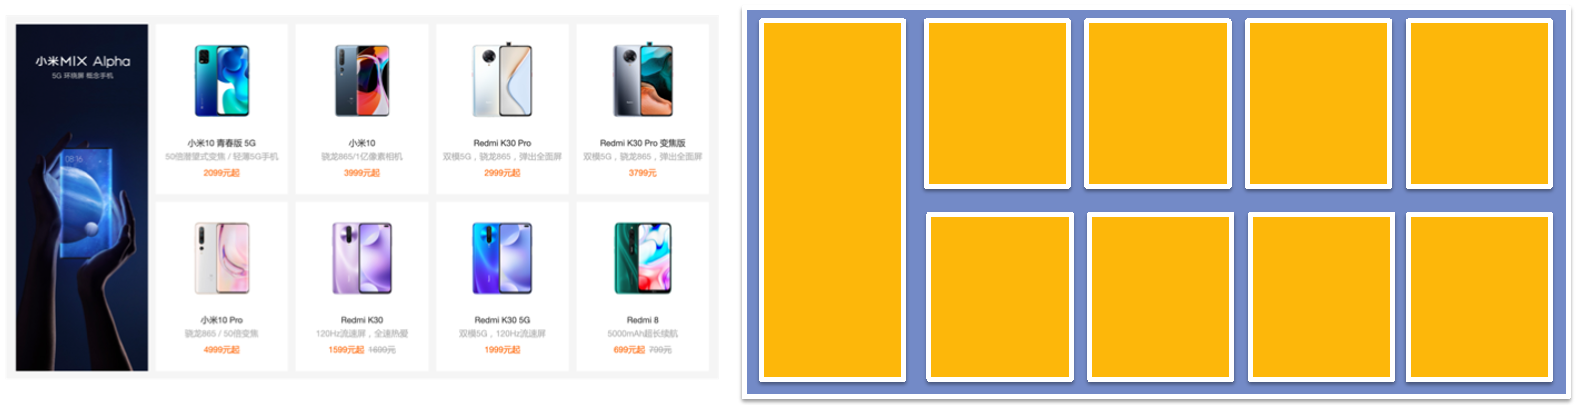 小米MIX Alpha
5G 环绕屏 概念手机
08:16
小米10 青春版 5G
50倍潜望式变焦 / 轻薄5G手机
2099元起
小米10
骁龙865/1亿像素相机
3999元起
Redmi K30 Pro
双模5G，骁龙865，弹出全面屏
2999元起
Redmi K30 Pro 变焦版
双模5G，骁龙865，弹出全面屏
3799元
小米10 Pro
骁龙865 / 50倍变焦
4999元起
Redmi K30
120Hz流速屏，全速热爱
1599元起 1699元
Redmi K30 5G
双模5G，120Hz流速屏
1999元起
Redmi 8
5000mAh超长续航
699元起 799元